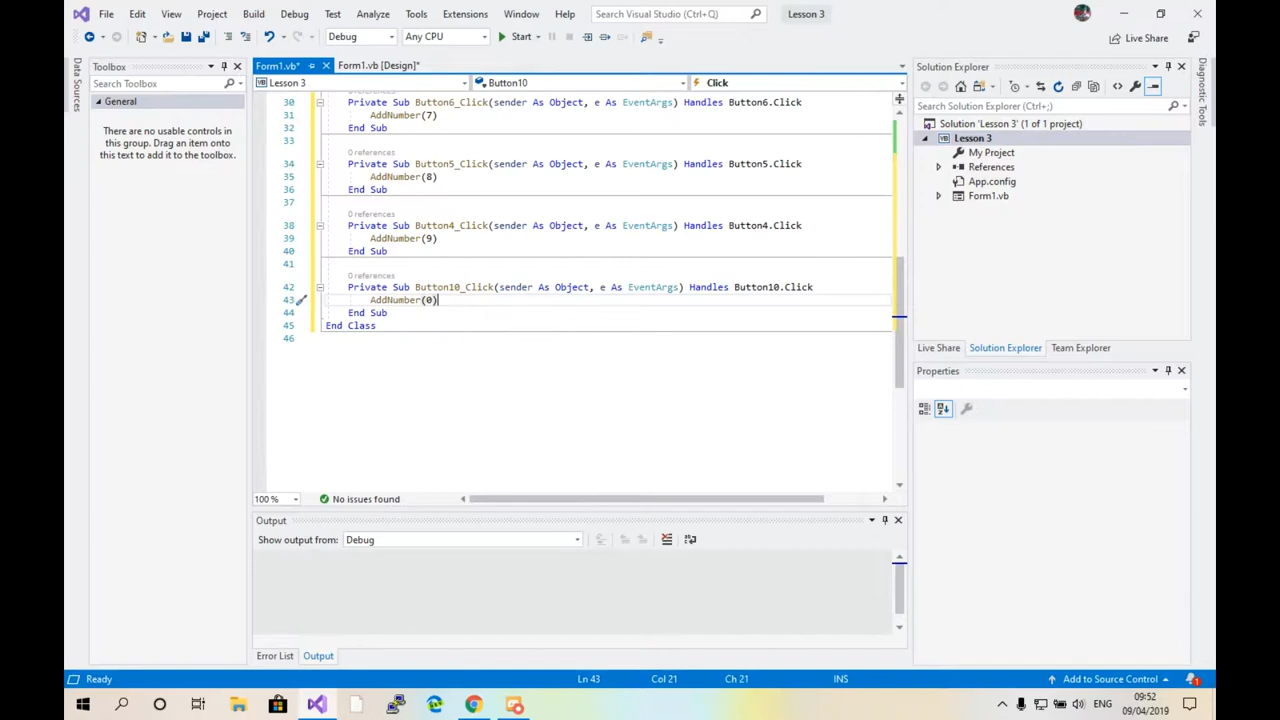 File Edit View Project Build Debug Test Analyze Tools Extensions Window Help Search Visual Studio (Ctrl+Q) Lesson 3
Debug Any CPU Start Live Share
Data Sources
Toolbox
Search Toolbox
General
There are no usable controls in
this group. Drag an item onto
this text to add it to the toolbox.
Form1.vb* Form1.vb [Design]*
Lesson 3 Button10 Click
30 Private Sub Button6_Click(sender As Object, e As EventArgs) Handles Button6.Click
31 AddNumber(7)
32 End Sub
33
0 references
34 Private Sub Button5_Click(sender As Object, e As EventArgs) Handles Button5.Click
35 AddNumber(8)
36 End Sub
37
0 references
38 Private Sub Button4_Click(sender As Object, e As EventArgs) Handles Button4.Click
39 AddNumber(9)
40 End Sub
41
0 references
42 Private Sub Button10_Click(sender As Object, e As EventArgs) Handles Button10.Click
43 AddNumber(0)
44 End Sub
45 End Class
46
100 % No issues found
Output
Show output from: Debug
Error List Output
Solution Explorer
Search Solution Explorer (Ctrl+;)
Solution 'Lesson 3' (1 of 1 project)
Lesson 3
My Project
References
App.config
Form1.vb
Live Share Solution Explorer Team Explorer
Properties
Diagnostic Tools
Ready Ln 43 Col 21 Ch 21 INS Add to Source Control 1
ENG 09:52
09/04/2019